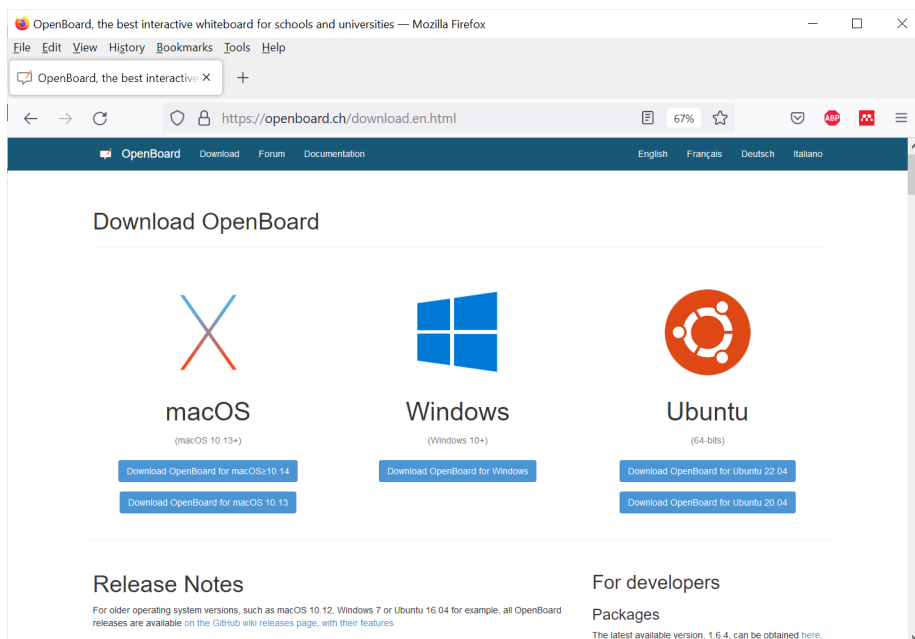 OpenBoard, the best interactive whiteboard for schools and universities — Mozilla Firefox
File Edit View History Bookmarks Tools Help
OpenBoard, the best interactive
https://openboard.ch/download.en.html
67%
ABP
OpenBoard Download Forum Documentation English Français Deutsch Italiano
Download OpenBoard
macOS Windows Ubuntu
(macOS 10.13+) (Windows 10+) (64-bits)
Download OpenBoard for macOS≥10.14 Download OpenBoard for Windows Download OpenBoard for Ubuntu 22.04
Download OpenBoard for macOS 10.13 Download OpenBoard for Ubuntu 20.04
Release Notes
For older operating system versions, such as macOS 10.12, Windows 7 or Ubuntu 16.04 for example, all OpenBoard
releases are available on the GitHub wiki releases page, with their features.
For developers
Packages
The latest available version, 1.6.4, can be obtained here.